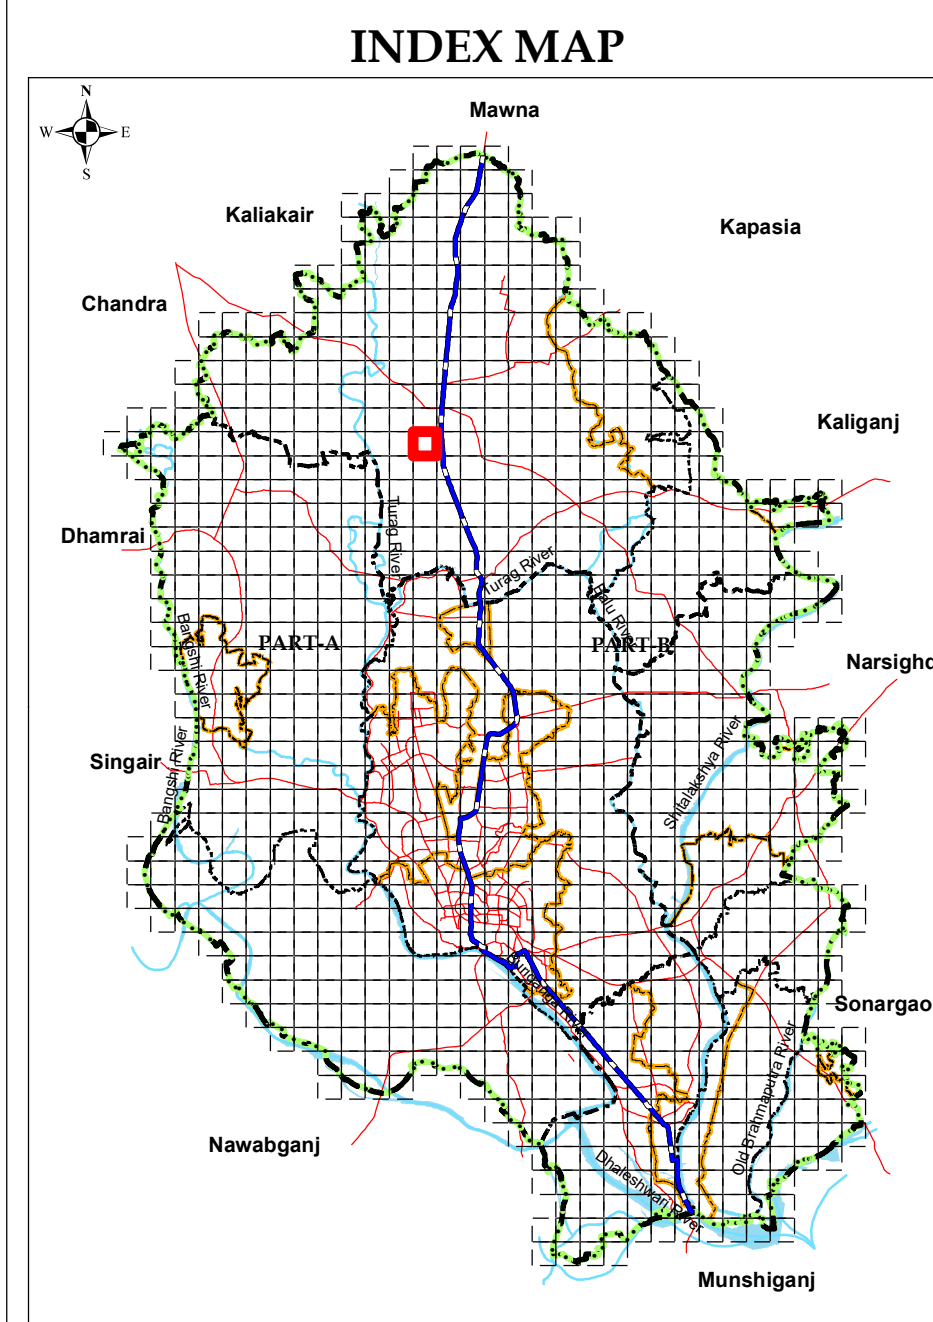 INDEX MAP
N
W E
S
Mawna
Kaliakair
Kapasia
Chandra
Kaliganj
Dhamrai
Turag River
Turag River
Balu River
Bangshi River
PART-A
PART-B
Narsighd
Singair
Bangshi River
Shitalakshya River
Buriganga River
Sonargao
Old Brahmaputra River
Nawabganj
Dhaleshwari River
Munshiganj